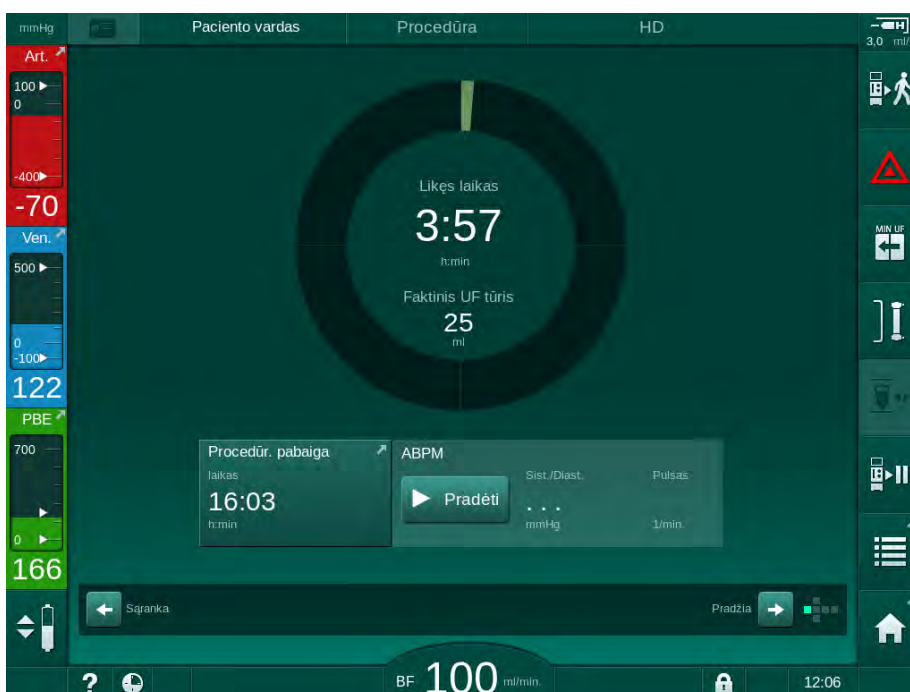 mmHg
Paciento vardas
Procedūra
HD
3,0 ml/
Art.
100
0
-400
-70
Ven.
500
0
-100
122
PBE
700
0
166
Likęs laikas
3:57
h:min
Faktinis UF tūris
25
ml
MIN UF
Procedūr. pabaiga
laikas
16:03
h:min
ABPM
Pradėti
Sist./Diast.
. . .
mmHg
Pulsas
1/min.
Sąranka
Pradžia
?
BF 100 ml/min.
12:06